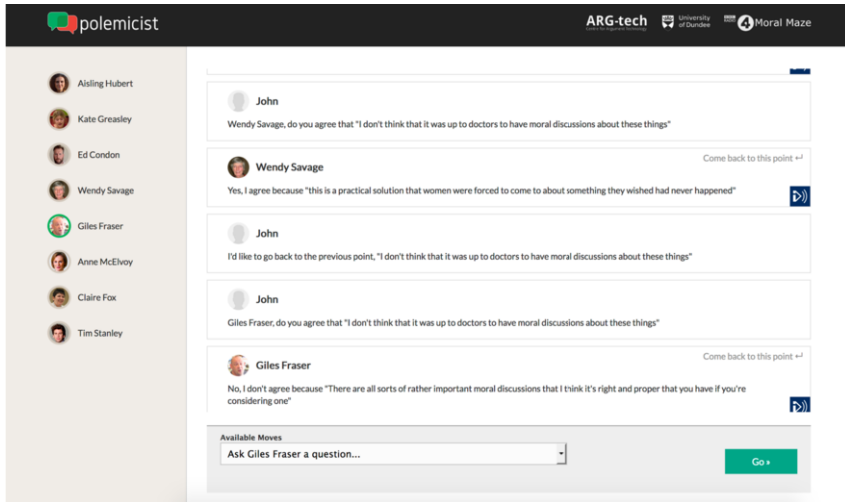 polemicist
ARG-tech
Centre for Argument Technology
University
of Dundee
4 Moral Maze
Aisling Hubert
Kate Greasley
Ed Condon
Wendy Savage
Giles Fraser
Anne McElvoy
Claire Fox
Tim Stanley
John
Wendy Savage, do you agree that "I don't think that it was up to doctors to have moral discussions about these things"
Come back to this point ↵
Wendy Savage
Yes, I agree because "this is a practical solution that women were forced to come to about something they wished had never happened"
John
I'd like to go back to the previous point, "I don't think that it was up to doctors to have moral discussions about these things"
John
Giles Fraser, do you agree that "I don't think that it was up to doctors to have moral discussions about these things"
Come back to this point ↵
Giles Fraser
No, I don't agree because "There are all sorts of rather important moral discussions that I think it's right and proper that you have if you're
considering one"
Available Moves
Ask Giles Fraser a question...
Go »